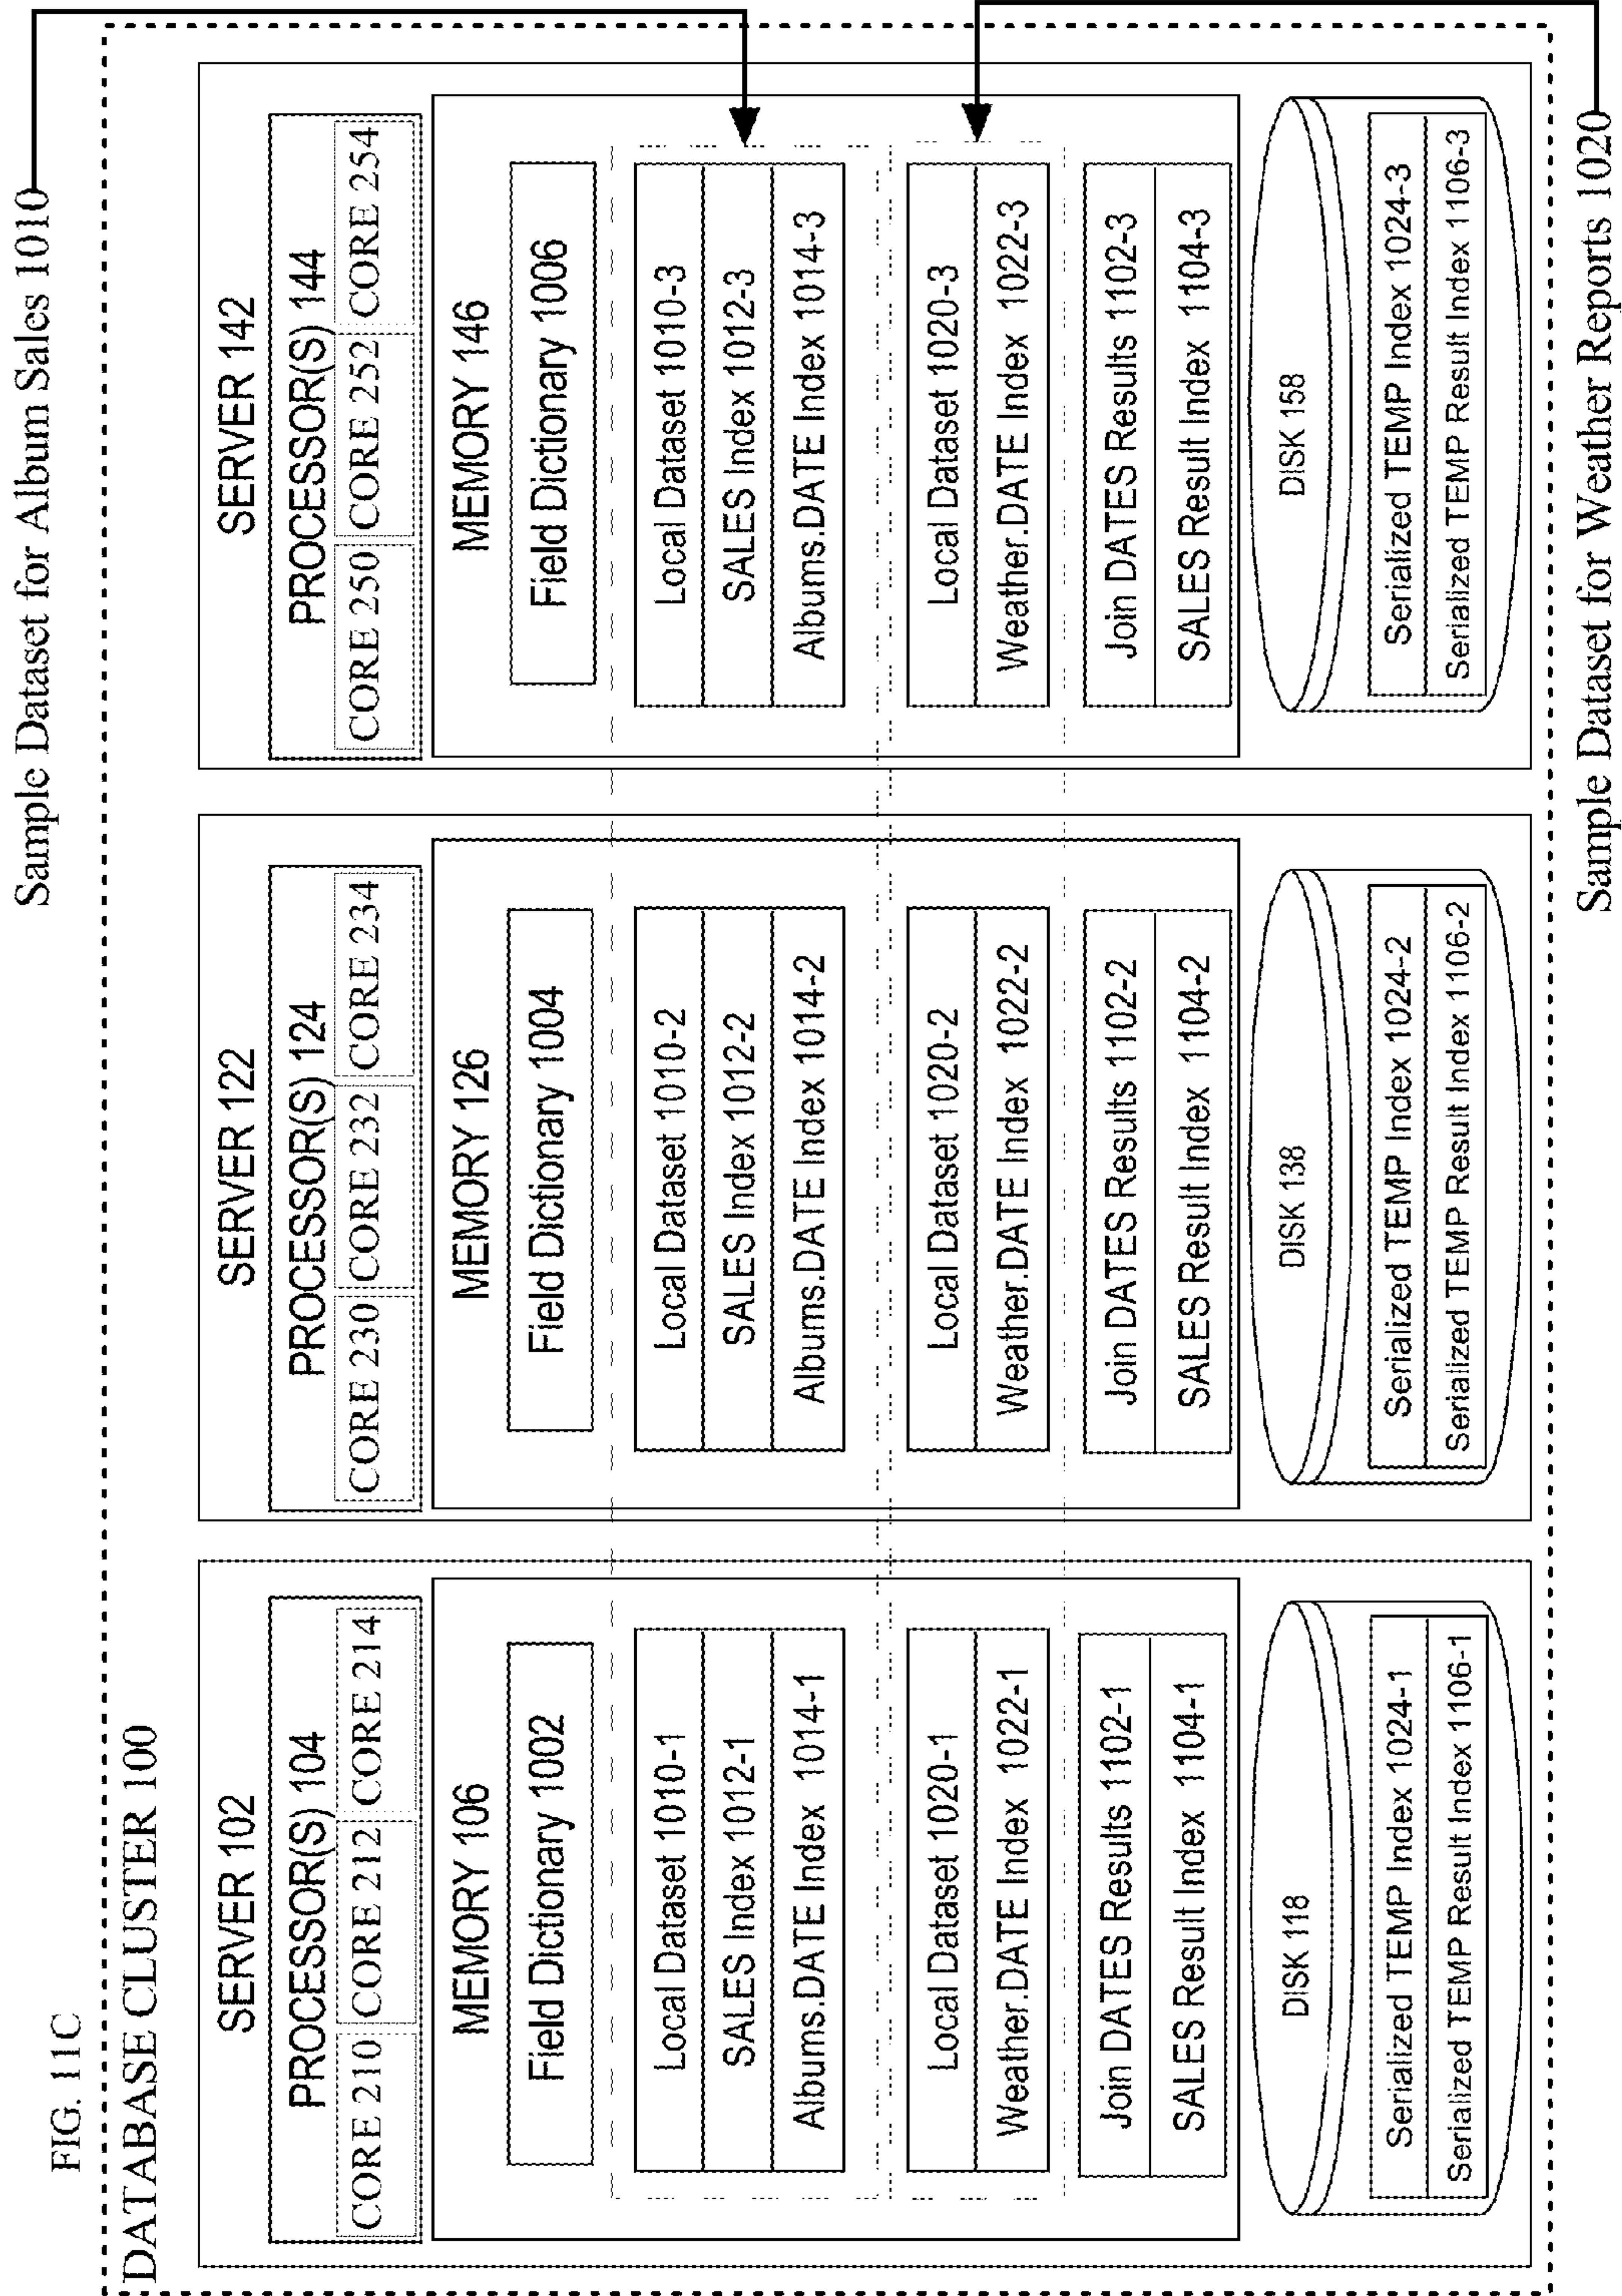 FIG. 11C
Sample Dataset for Album Sales 1010
DATABASE CLUSTER 100
SERVER 102
PROCESSOR(S) 104
CORE 210
CORE 212
CORE 214
MEMORY 106
Field Dictionary 1002
Local Dataset 1010-1
SALES Index 1012-1
Albums.DATE Index 1014-1
Local Dataset 1020-1
Weather.DATE Index 1022-1
Join DATES Results 1102-1
SALES Result Index 1104-1
DISK 118
Serialized TEMP Index 1024-1
Serialized TEMP Result Index 1106-1
SERVER 122
PROCESSOR(S) 124
CORE 230
CORE 232
CORE 234
MEMORY 126
Field Dictionary 1004
Local Dataset 1010-2
SALES Index 1012-2
Albums.DATE Index 1014-2
Local Dataset 1020-2
Weather.DATE Index 1022-2
Join DATES Results 1102-2
SALES Result Index 1104-2
DISK 138
Serialized TEMP Index 1024-2
Serialized TEMP Result Index 1106-2
SERVER 142
PROCESSOR(S) 144
CORE 250
CORE 252
CORE 254
MEMORY 146
Field Dictionary 1006
Local Dataset 1010-3
SALES Index 1012-3
Albums.DATE Index 1014-3
Local Dataset 1020-3
Weather.DATE Index 1022-3
Join DATES Results 1102-3
SALES Result Index 1104-3
DISK 158
Serialized TEMP Index 1024-3
Serialized TEMP Result Index 1106-3
Sample Dataset for Weather Reports 1020